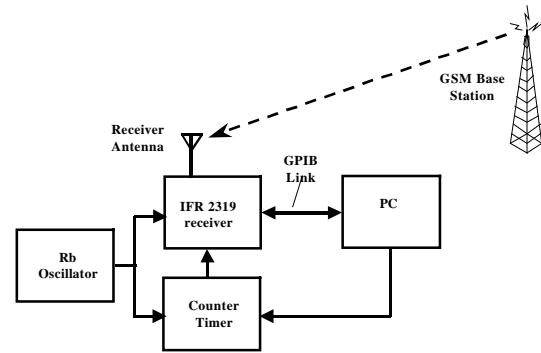 GSM Base
Station
Receiver
Antenna
GPIB
Link
IFR 2319
receiver
PC
Rb
Oscillator
Counter
Timer